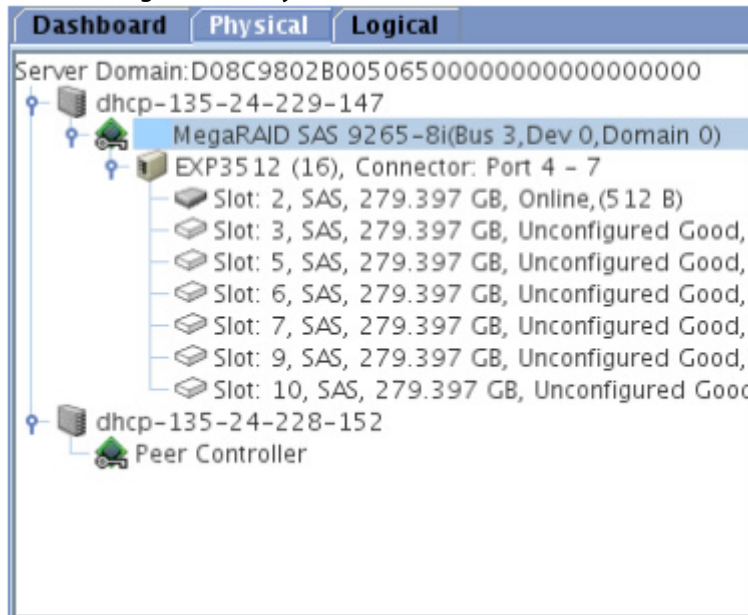 Dashboard Physical Logical
Server Domain:D08C9802B00506500000000000000000
dhcp-135-24-229-147
MegaRAID SAS 9265-8i(Bus 3,Dev 0,Domain 0)
EXP3512 (16), Connector: Port 4 - 7
Slot: 2, SAS, 279.397 GB, Online,(512 B)
Slot: 3, SAS, 279.397 GB, Unconfigured Good,
Slot: 5, SAS, 279.397 GB, Unconfigured Good,
Slot: 6, SAS, 279.397 GB, Unconfigured Good,
Slot: 7, SAS, 279.397 GB, Unconfigured Good,
Slot: 9, SAS, 279.397 GB, Unconfigured Good,
Slot: 10, SAS, 279.397 GB, Unconfigured Good
dhcp-135-24-228-152
Peer Controller